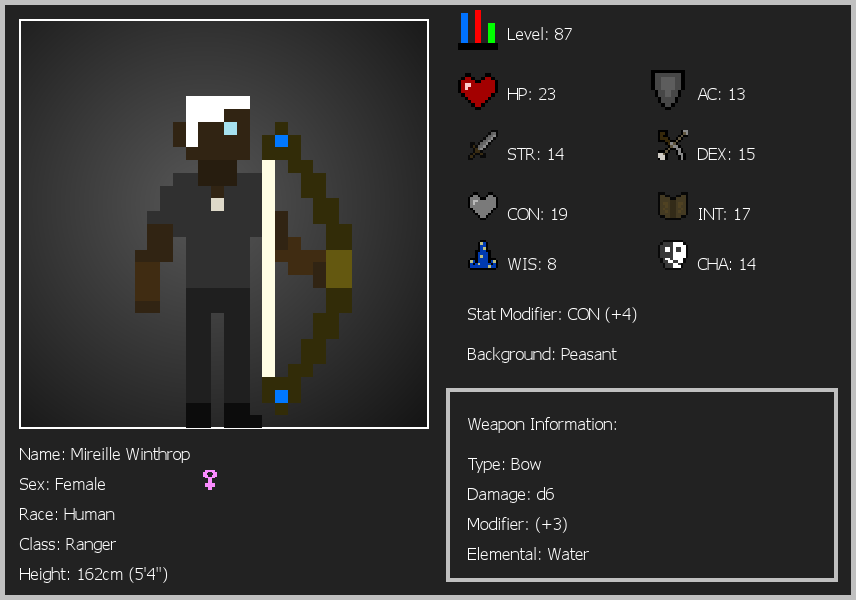 Level: 87
HP: 23
AC: 13
STR: 14
DEX: 15
CON: 19
INT: 17
WIS: 8
CHA: 14
Stat Modifier: CON (+4)
Background: Peasant
Weapon Information:
Type: Bow
Damage: d6
Modifier: (+3)
Elemental: Water
Name: Mireille Winthrop
Sex: Female
Race: Human
Class: Ranger
Height: 162cm (5'4")